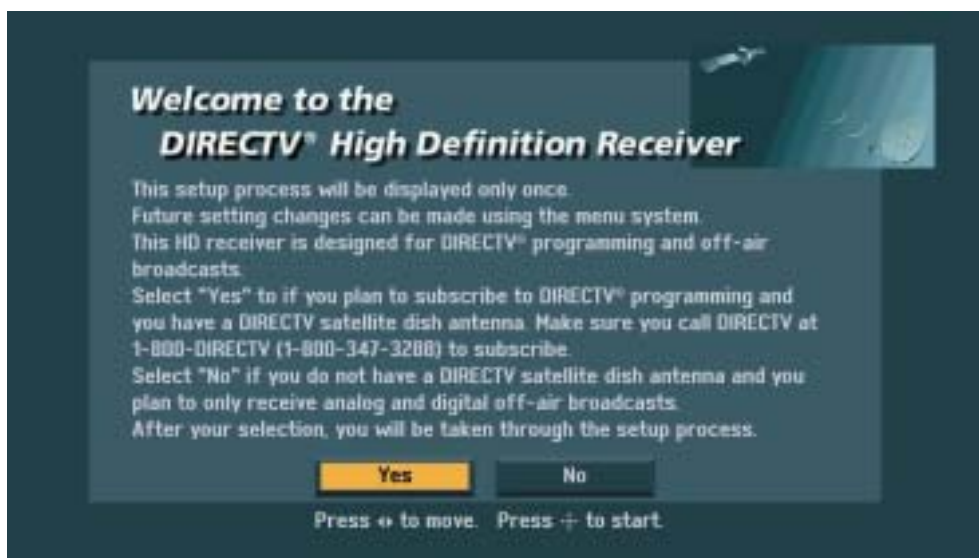 Welcome to the
DIRECTV® High Definition Receiver
This setup process will be displayed only once.
Future setting changes can be made using the menu system.
This HD receiver is designed for DIRECTV® programming and off-air
broadcasts.
Select "Yes" to if you plan to subscribe to DIRECTV® programming and
you have a DIRECTV satellite dish antenna. Make sure you call DIRECTV at
1-800-DIRECTV (1-800-347-3288) to subscribe.
Select "No" if you do not have a DIRECTV satellite dish antenna and you
plan to only receive analog and digital off-air broadcasts.
After your selection, you will be taken through the setup process.
Yes No
Press ‹› to move. Press ✢ to start.